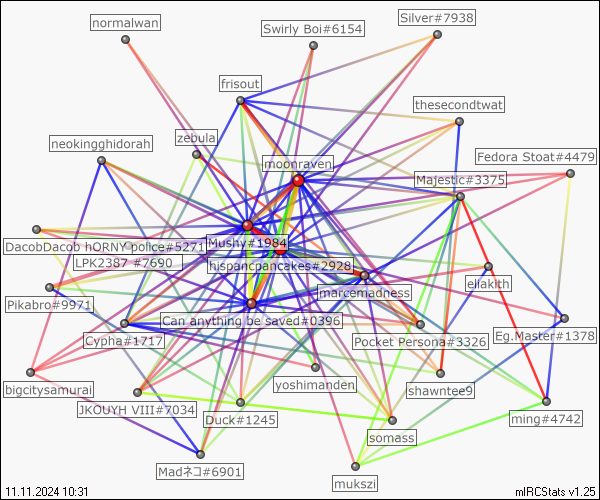 normalwan
Swirly Boi#6154
Silver#7938
frisout
thesecondtwat
zebula
neokingghidorah
moonraven
Fedora Stoat#4479
Majestic#3375
DacobDacob hORNY police#5271
Mushy#1984
LPK2387 #7690
hispancpancakes#2928
ellakith
marcemadness
Pikabro#9971
Can anything be saved#0396
Cypha#1717
Pocket Persona#3326
Eg.Master#1378
bigcitysamurai
yoshimanden
shawntee9
JKOUYH VIII#7034
Duck#1245
ming#4742
somass
Madネコ#6901
mukszi
11.11.2024 10:31
mIRCStats v1.25